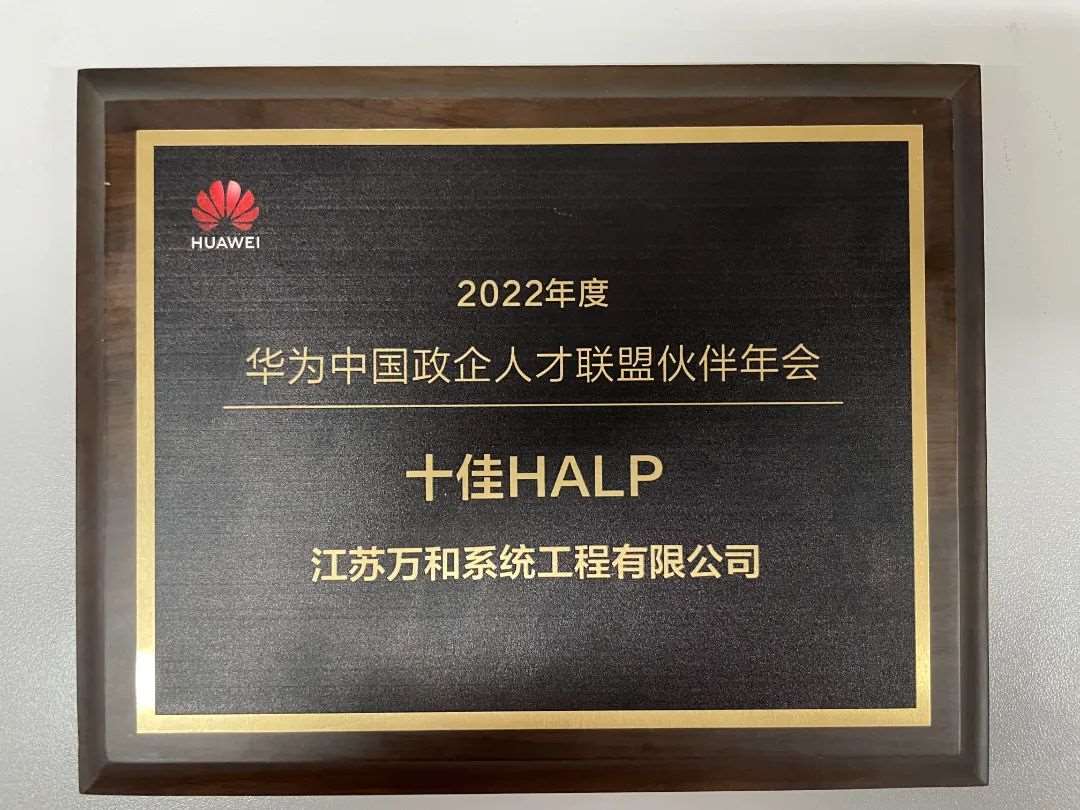 HUAWEI
2022年度
华为中国政企人才联盟伙伴年会
十佳HALP
江苏万和系统工程有限公司